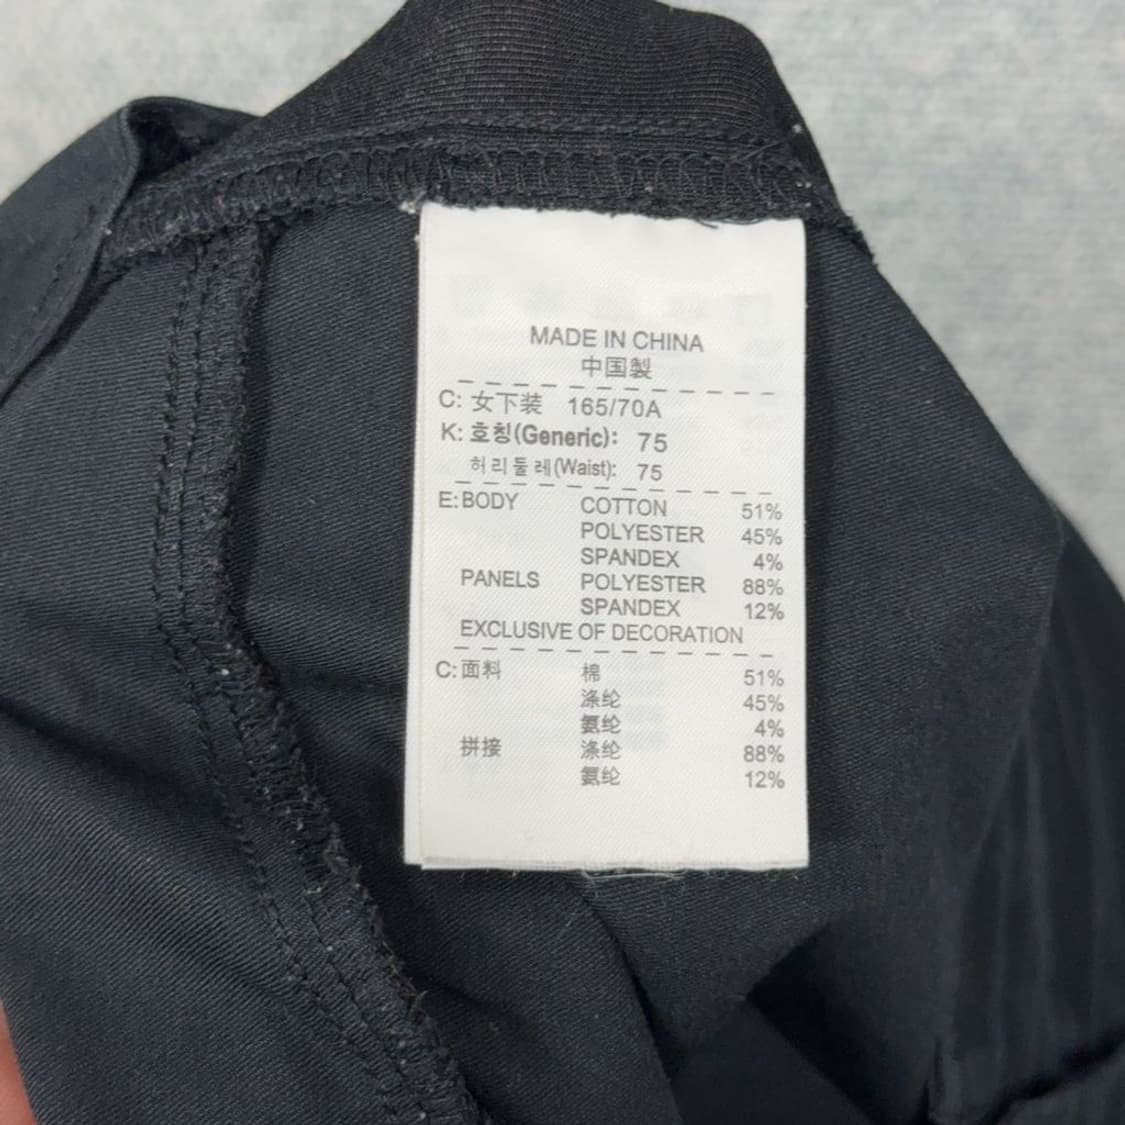 MADE IN CHINA
中国製
C: 女下装 165/70A
K: 호칭(Generic): 75
허리둘레(Waist): 75
E: BODY COTTON 51%
POLYESTER 45%
SPANDEX 4%
PANELS POLYESTER 88%
SPANDEX 12%
EXCLUSIVE OF DECORATION
C: 面料 棉 51%
涤纶 45%
氨纶 4%
拼接 涤纶 88%
氨纶 12%